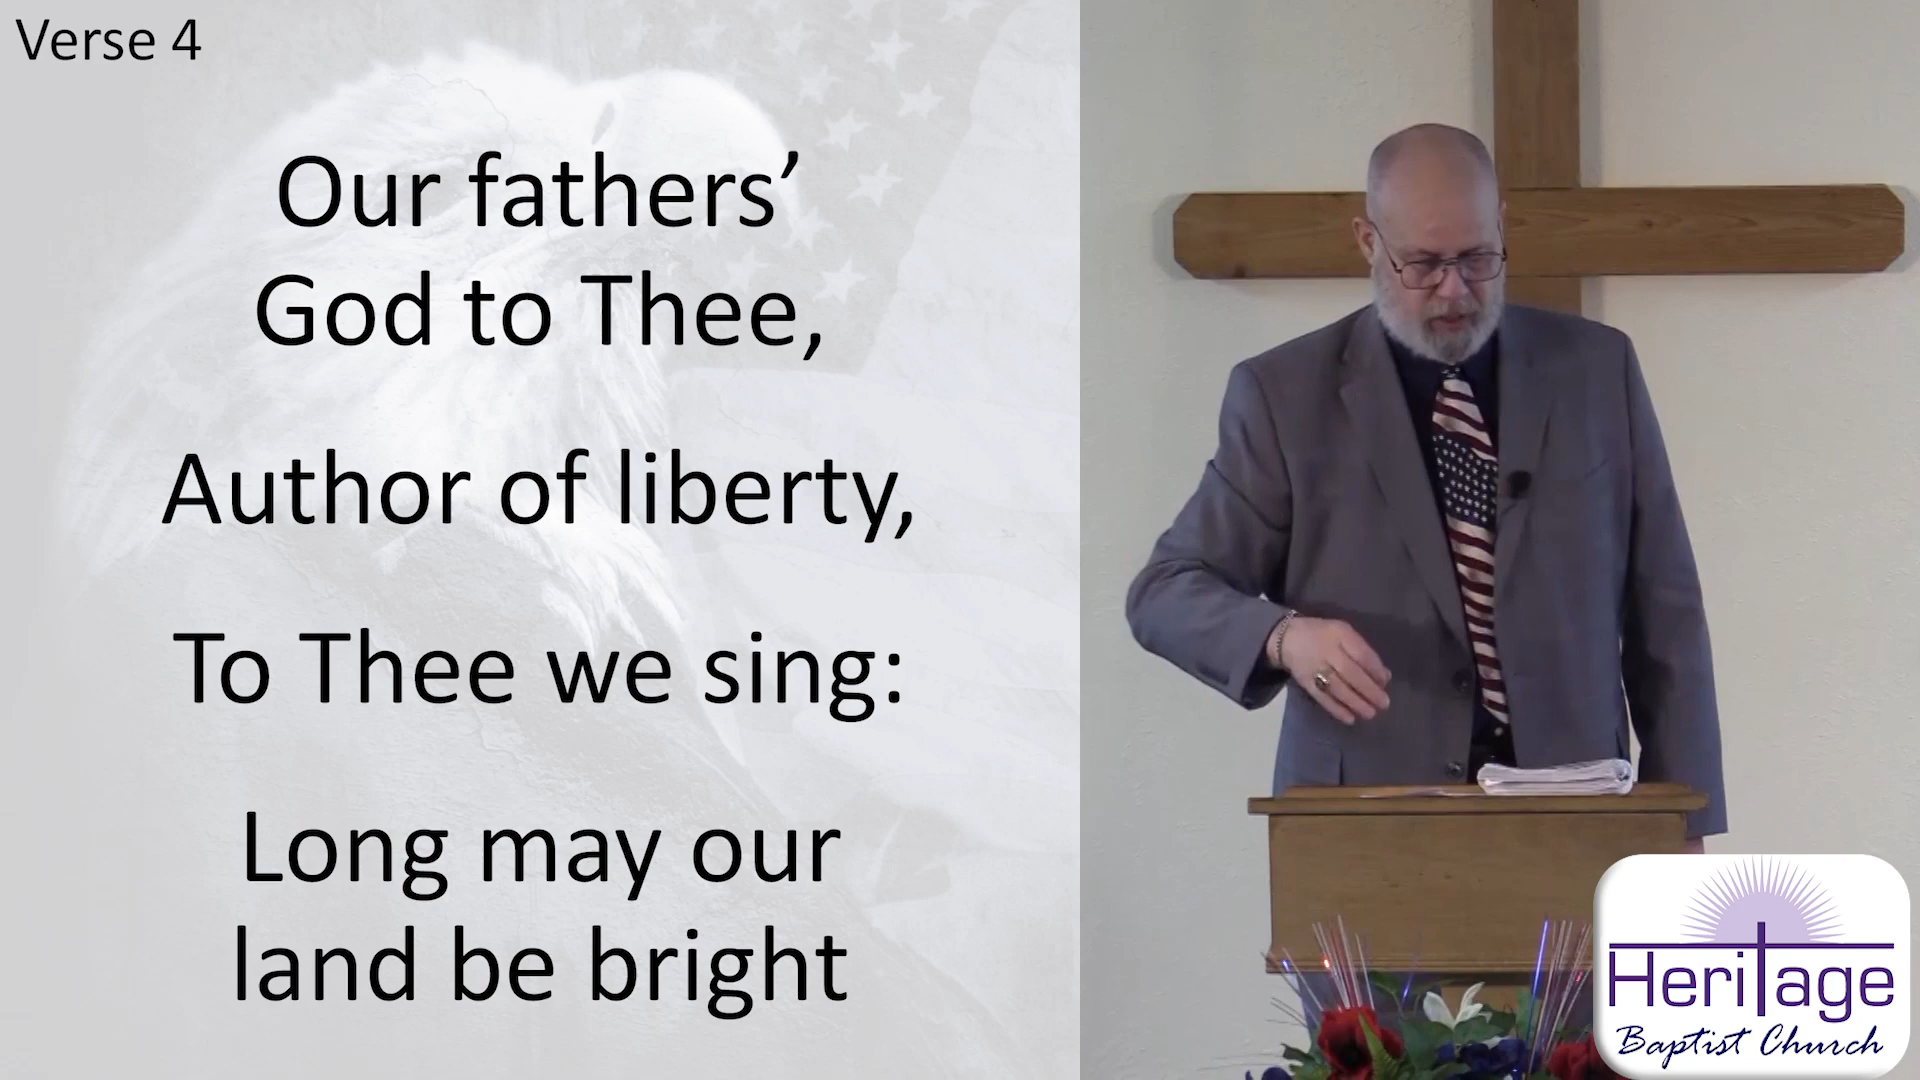 Verse 4
Our fathers’
God to Thee,
Author of liberty,
To Thee we sing:
Long may our
land be bright
Heritage
Baptist Church